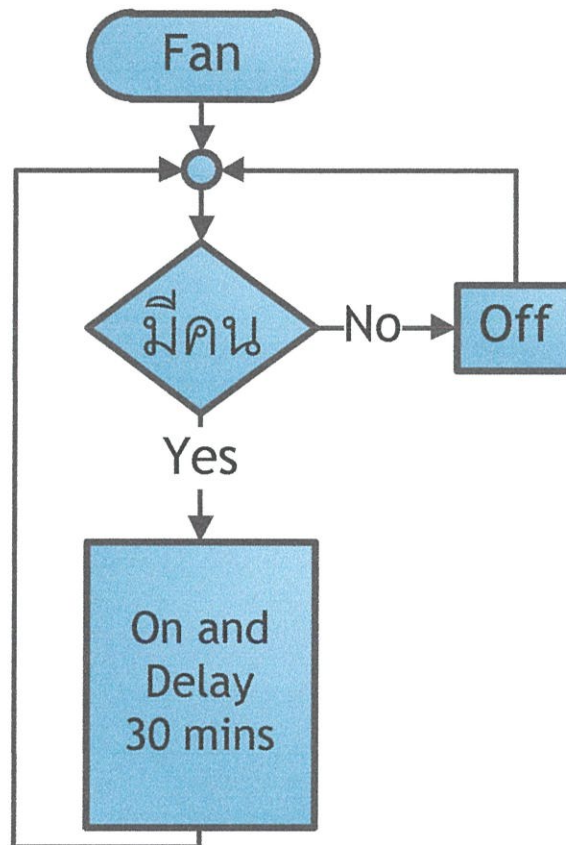 Fan
มีคน
No
Off
Yes
On and
Delay
30 mins